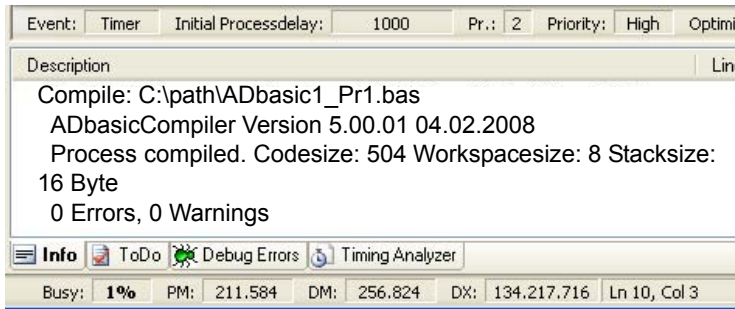 Event: Timer Initial Processdelay: 1000 Pr.: 2 Priority: High Optimi
Description Lin
Compile: C:\path\ADbasic1_Pr1.bas
ADbasicCompiler Version 5.00.01 04.02.2008
Process compiled. Codesize: 504 Workspacesize: 8 Stacksize:
16 Byte
0 Errors, 0 Warnings
Info ToDo Debug Errors Timing Analyzer
Busy: 1% PM: 211.584 DM: 256.824 DX: 134.217.716 Ln 10, Col 3